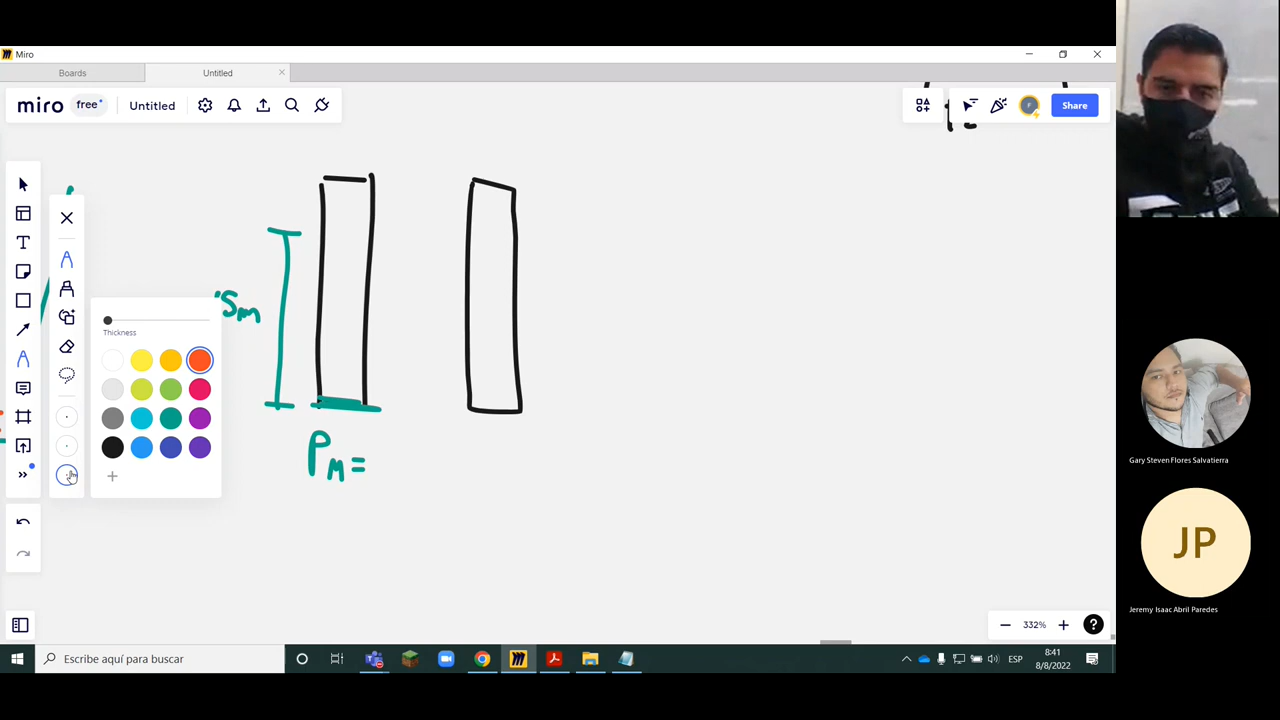 Miro
Boards
Untitled
miro free
Untitled
Share
Sm
Thickness
PM=
Gary Steven Flores Salvatierra
JP
Jeremy Isaac Abril Paredes
332%
Escribe aquí para buscar
ESP
8:41
8/8/2022